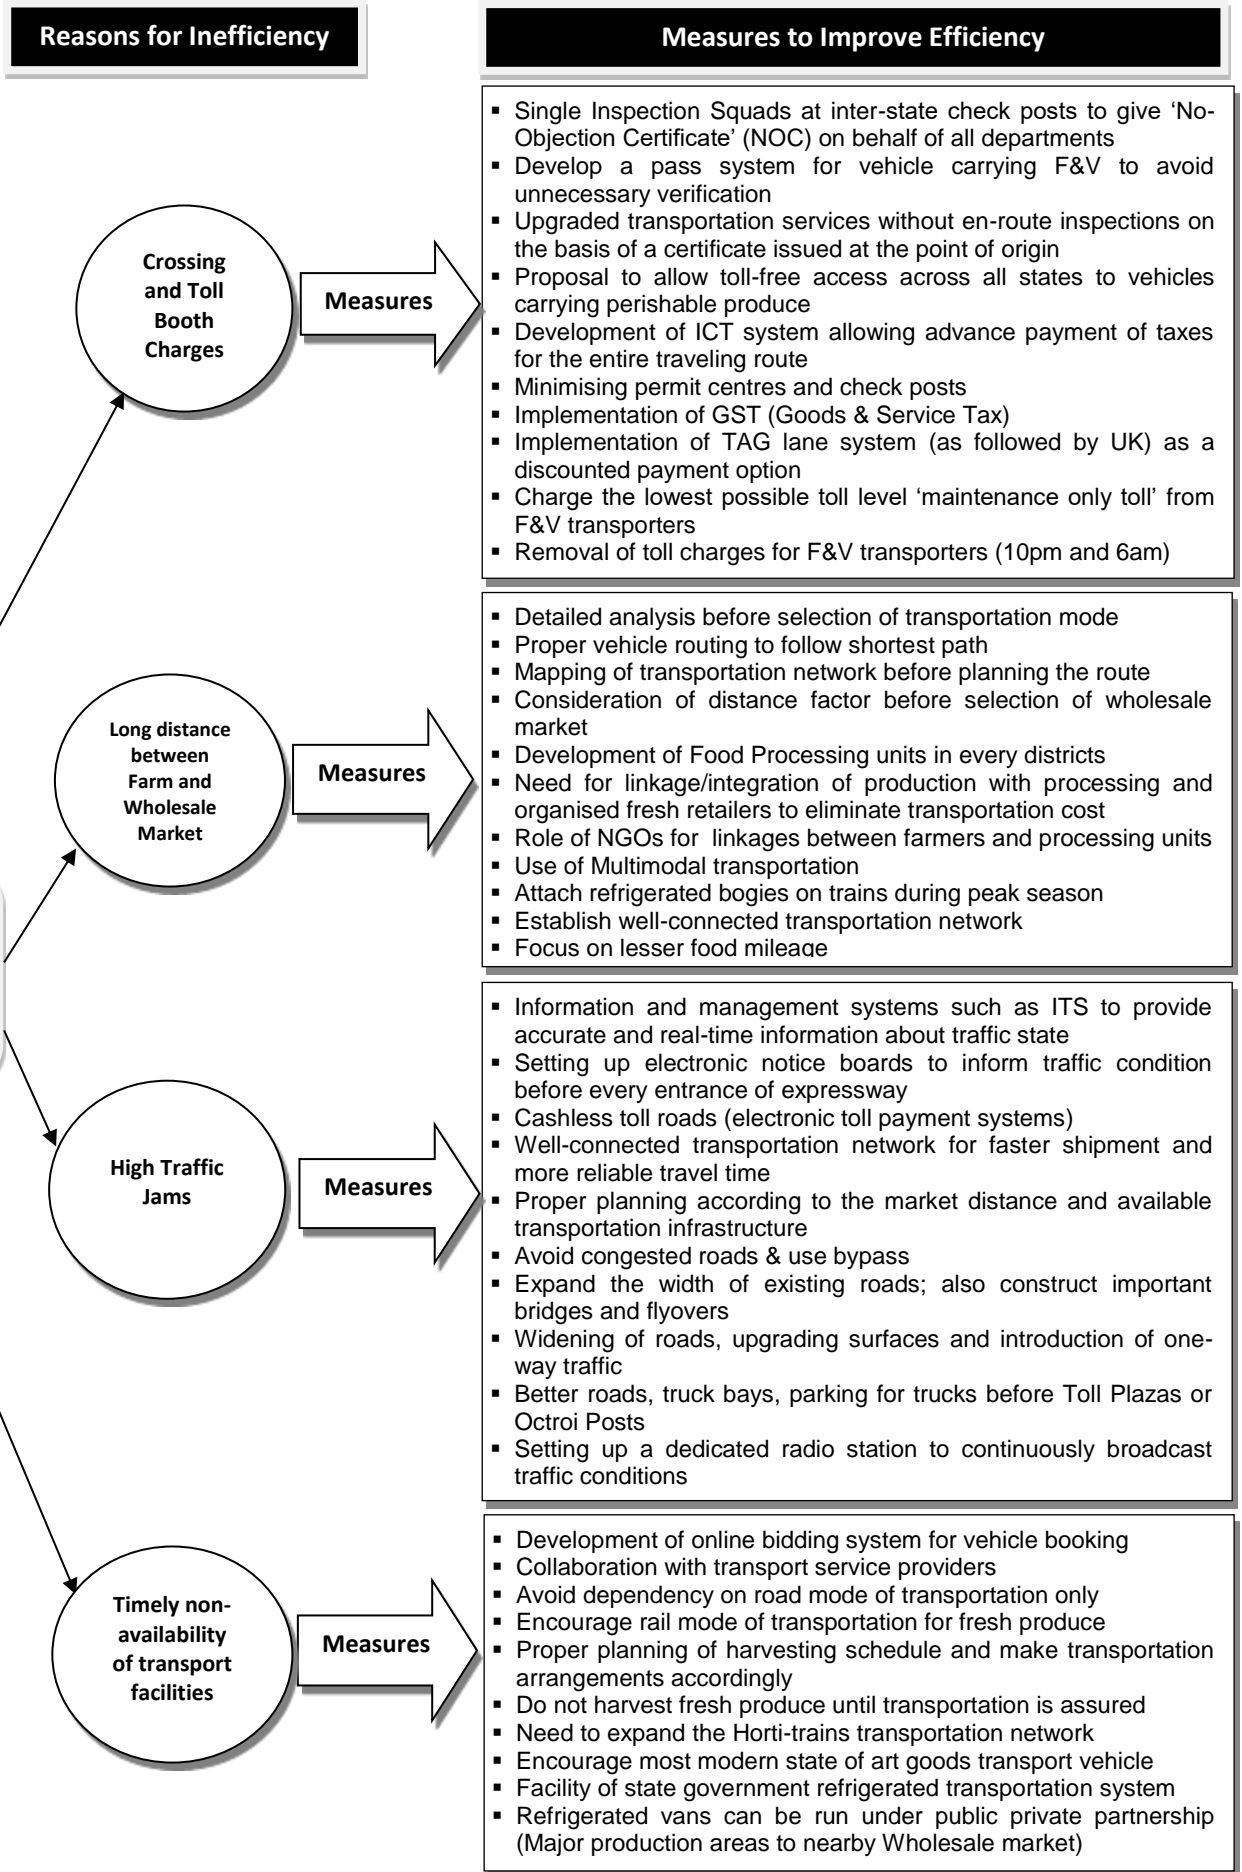 Reasons for Inefficiency
Measures to Improve Efficiency
Crossing
and Toll
Booth
Charges
Measures
▪ Single Inspection Squads at inter-state check posts to give ‘No-
Objection Certificate’ (NOC) on behalf of all departments
▪ Develop a pass system for vehicle carrying F&V to avoid
unnecessary verification
▪ Upgraded transportation services without en-route inspections on
the basis of a certificate issued at the point of origin
▪ Proposal to allow toll-free access across all states to vehicles
carrying perishable produce
▪ Development of ICT system allowing advance payment of taxes
for the entire traveling route
▪ Minimising permit centres and check posts
▪ Implementation of GST (Goods & Service Tax)
▪ Implementation of TAG lane system (as followed by UK) as a
discounted payment option
▪ Charge the lowest possible toll level ‘maintenance only toll’ from
F&V transporters
▪ Removal of toll charges for F&V transporters (10pm and 6am)
Long distance
between
Farm and
Wholesale
Market
Measures
▪ Detailed analysis before selection of transportation mode
▪ Proper vehicle routing to follow shortest path
▪ Mapping of transportation network before planning the route
▪ Consideration of distance factor before selection of wholesale
market
▪ Development of Food Processing units in every districts
▪ Need for linkage/integration of production with processing and
organised fresh retailers to eliminate transportation cost
▪ Role of NGOs for linkages between farmers and processing units
▪ Use of Multimodal transportation
▪ Attach refrigerated bogies on trains during peak season
▪ Establish well-connected transportation network
▪ Focus on lesser food mileage
High Traffic
Jams
Measures
▪ Information and management systems such as ITS to provide
accurate and real-time information about traffic state
▪ Setting up electronic notice boards to inform traffic condition
before every entrance of expressway
▪ Cashless toll roads (electronic toll payment systems)
▪ Well-connected transportation network for faster shipment and
more reliable travel time
▪ Proper planning according to the market distance and available
transportation infrastructure
▪ Avoid congested roads & use bypass
▪ Expand the width of existing roads; also construct important
bridges and flyovers
▪ Widening of roads, upgrading surfaces and introduction of one-
way traffic
▪ Better roads, truck bays, parking for trucks before Toll Plazas or
Octroi Posts
▪ Setting up a dedicated radio station to continuously broadcast
traffic conditions
Timely non-
availability
of transport
facilities
Measures
▪ Development of online bidding system for vehicle booking
▪ Collaboration with transport service providers
▪ Avoid dependency on road mode of transportation only
▪ Encourage rail mode of transportation for fresh produce
▪ Proper planning of harvesting schedule and make transportation
arrangements accordingly
▪ Do not harvest fresh produce until transportation is assured
▪ Need to expand the Horti-trains transportation network
▪ Encourage most modern state of art goods transport vehicle
▪ Facility of state government refrigerated transportation system
▪ Refrigerated vans can be run under public private partnership
(Major production areas to nearby Wholesale market)